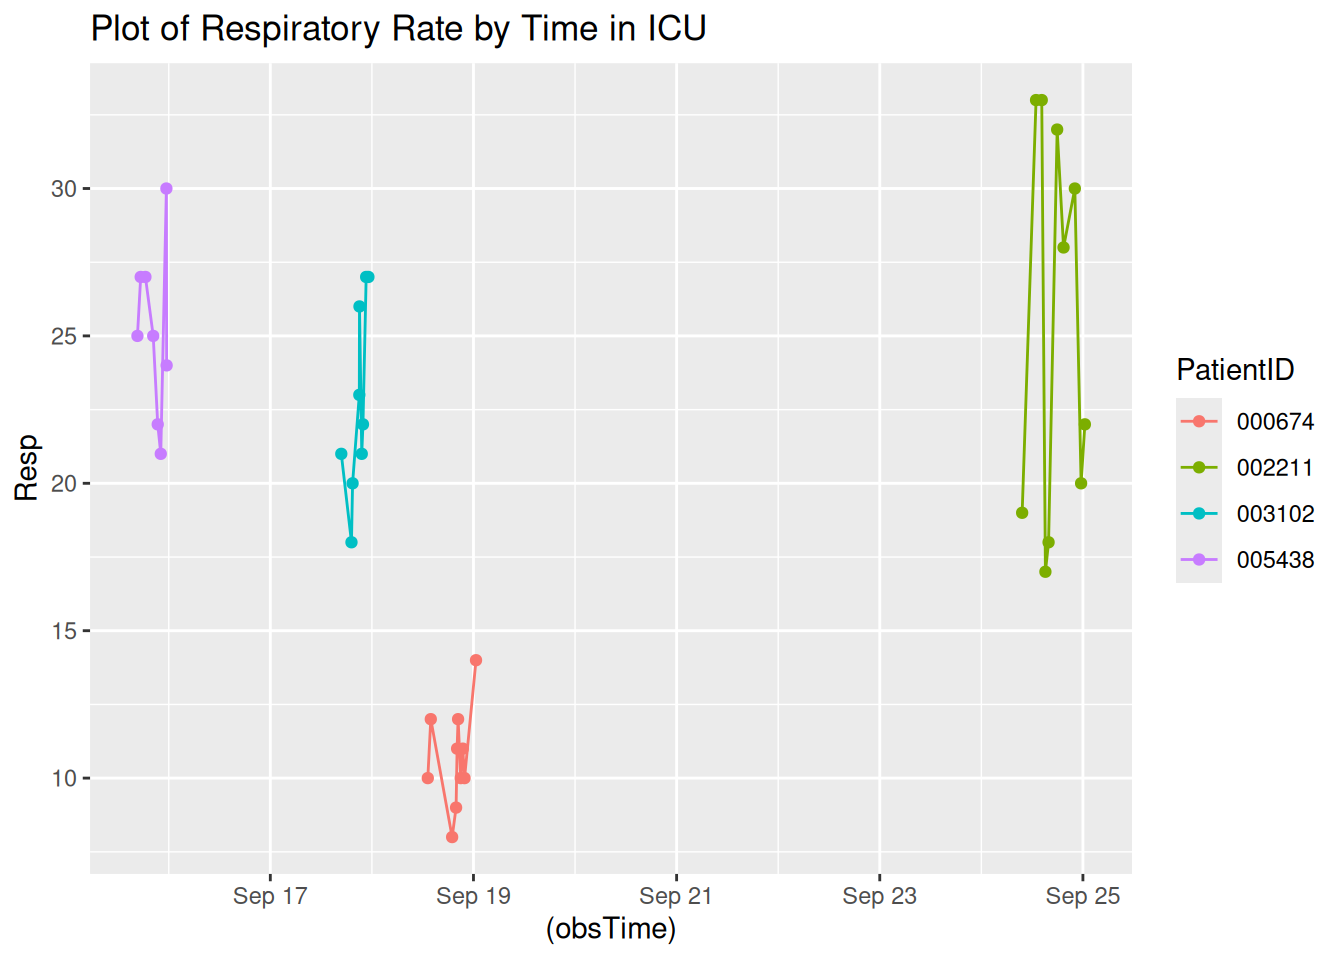 Plot of Respiratory Rate by Time in ICU
Resp
30
25
20
15
10
Sep 17
Sep 19
Sep 21
Sep 23
Sep 25
(obsTime)
PatientID
000674
002211
003102
005438